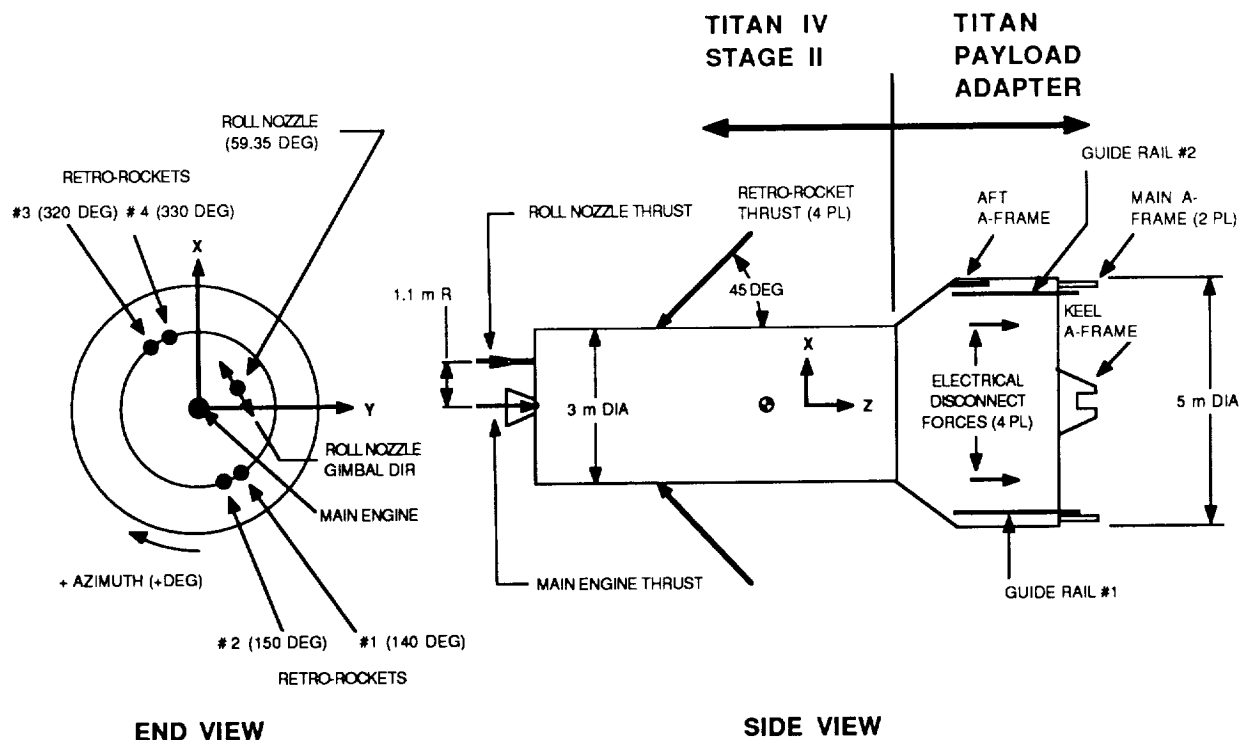 TITAN IV
STAGE II
TITAN
PAYLOAD
ADAPTER
ROLL NOZZLE
(59.35 DEG)
RETRO-ROCKETS
#3 (320 DEG) # 4 (330 DEG)
X
Y
ROLL NOZZLE
GIMBAL DIR
MAIN ENGINE
+ AZIMUTH (+DEG)
# 2 (150 DEG) #1 (140 DEG)
RETRO-ROCKETS
END VIEW
ROLL NOZZLE THRUST
RETRO-ROCKET
THRUST (4 PL)
1.1 m R
45 DEG
3 m DIA
X
Z
MAIN ENGINE THRUST
GUIDE RAIL #2
AFT
A-FRAME
MAIN A-
FRAME (2 PL)
KEEL
A-FRAME
ELECTRICAL
DISCONNECT
FORCES (4 PL)
5 m DIA
GUIDE RAIL #1
SIDE VIEW